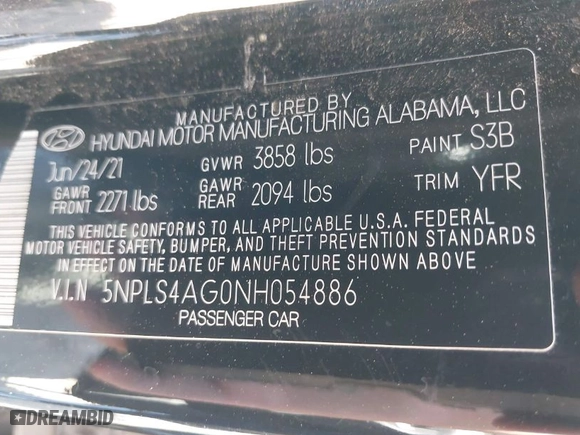 MANUFACTURED BY
HYUNDAI MOTOR MANUFACTURING ALABAMA, LLC
Jun/24/21 GVWR 3858 lbs PAINT S3B
GAWR FRONT 2271 lbs GAWR REAR 2094 lbs TRIM YFR
THIS VEHICLE CONFORMS TO ALL APPLICABLE U.S.A. FEDERAL
MOTOR VEHICLE SAFETY, BUMPER, AND THEFT PREVENTION STANDARDS
IN EFFECT ON THE DATE OF MANUFACTURE SHOWN ABOVE
V.I.N 5NPLS4AG0NH054886
PASSENGER CAR
DREAMBID